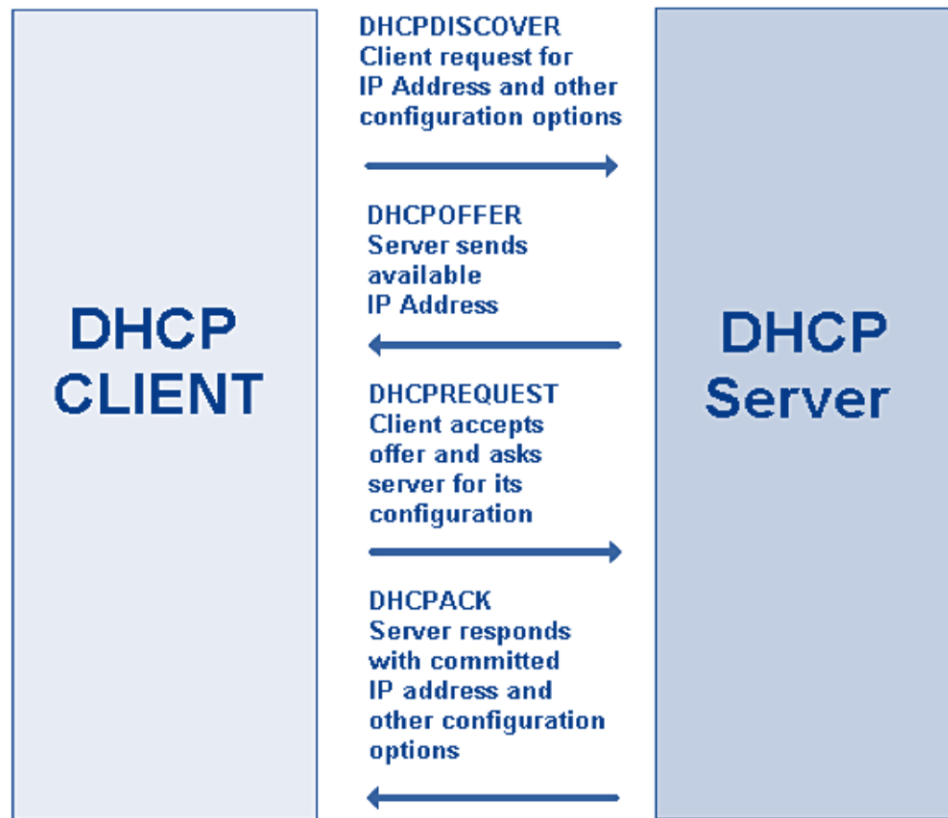 DHCPDISCOVER
Client request for
IP Address and other
configuration options
DHCPOFFER
Server sends
available
IP Address
DHCP
CLIENT
DHCP
Server
DHCPREQUEST
Client accepts
offer and asks
server for its
configuration
DHCPACK
Server responds
with committed
IP address and
other configuration
options